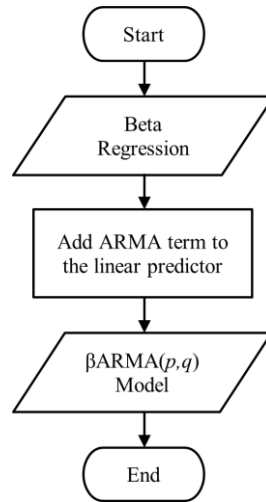 Start
Beta
Regression
Add ARMA term to
the linear predictor
βARMA(p,q)
Model
End